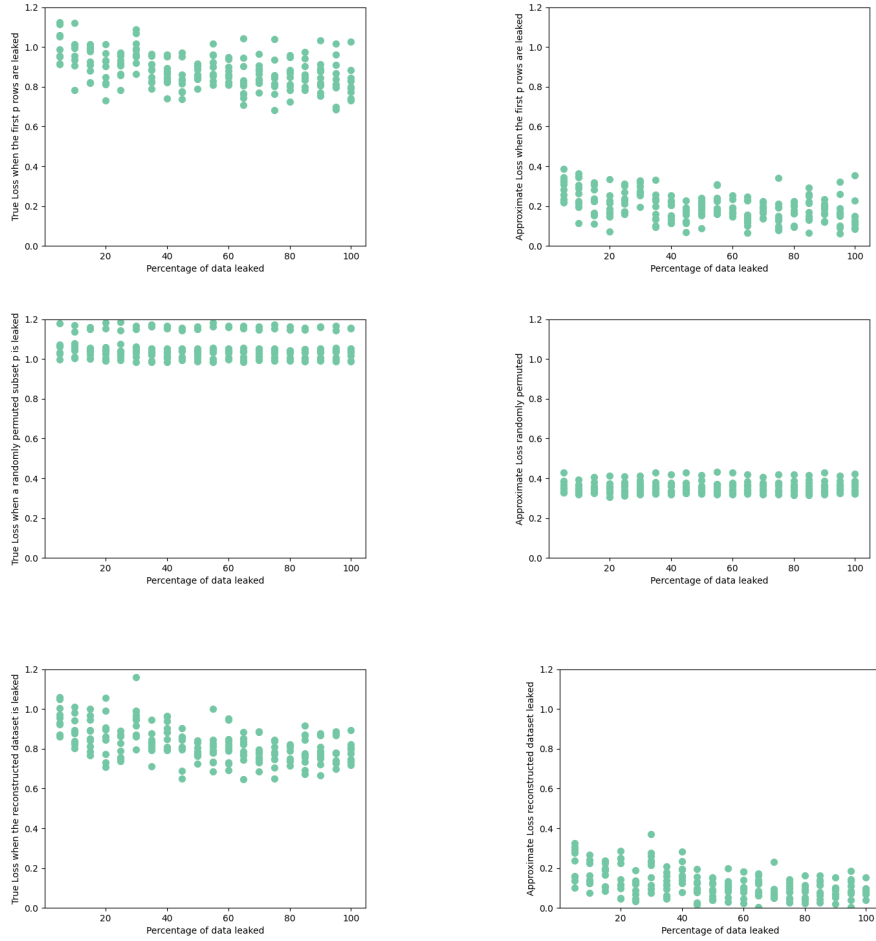 True Loss when the first p rows are leaked
1.2
1.0
0.8
0.6
0.4
0.2
0.0
20 40 60 80 100
Percentage of data leaked
Approximate Loss when the first p rows are leaked
1.2
1.0
0.8
0.6
0.4
0.2
0.0
20 40 60 80 100
Percentage of data leaked
True Loss when a randomly permuted subset p is leaked
1.2
1.0
0.8
0.6
0.4
0.2
0.0
20 40 60 80 100
Percentage of data leaked
Approximate Loss randomly permuted
1.2
1.0
0.8
0.6
0.4
0.2
0.0
20 40 60 80 100
Percentage of data leaked
True Loss when the reconstructed dataset is leaked
1.2
1.0
0.8
0.6
0.4
0.2
0.0
20 40 60 80 100
Percentage of data leaked
Approximate Loss reconstructed dataset leaked
1.2
1.0
0.8
0.6
0.4
0.2
0.0
20 40 60 80 100
Percentage of data leaked